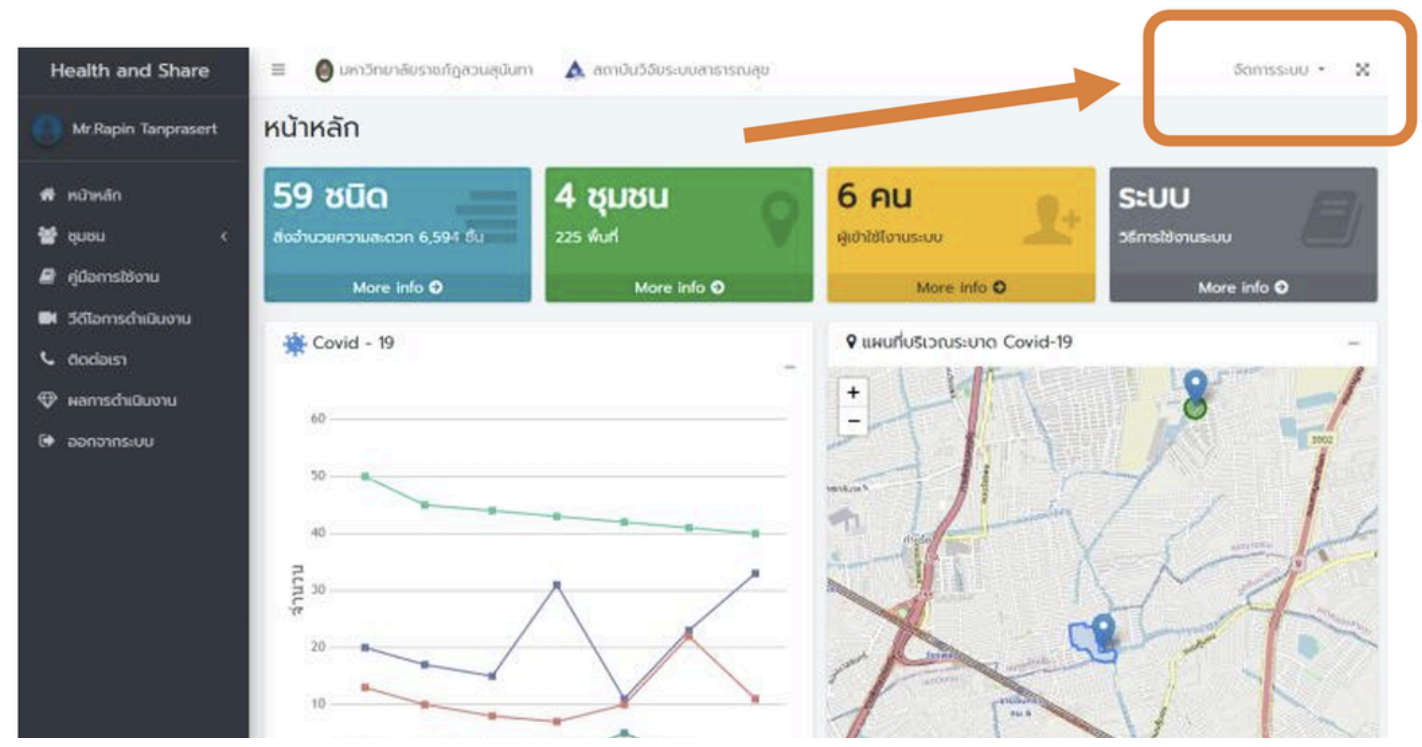 Health and Share
มหาวิทยาลัยราชภัฏสวนสุนันทา
สถาบันวิจัยระบบสาธารณสุข
จัดการระบบ
Mr.Rapin Tanprasert
หน้าหลัก
ชุมชน
คู่มือการใช้งาน
วีดีโอการดำเนินงาน
ติดต่อเรา
ผลการดำเนินงาน
ออกจากระบบ
หน้าหลัก
59 ชนิด
สิ่งอำนวยความสะดวก 6,594 ชิ้น
More info
4 ชุมชน
225 พื้นที่
More info
6 คน
ผู้เข้าใช้ใงานระบบ
More info
ระบบ
วิธีการใช้งานระบบ
More info
Covid - 19
จำนวน
60
50
40
30
20
10
แผนที่บริเวณระบาด Covid-19
+
−
3902
9